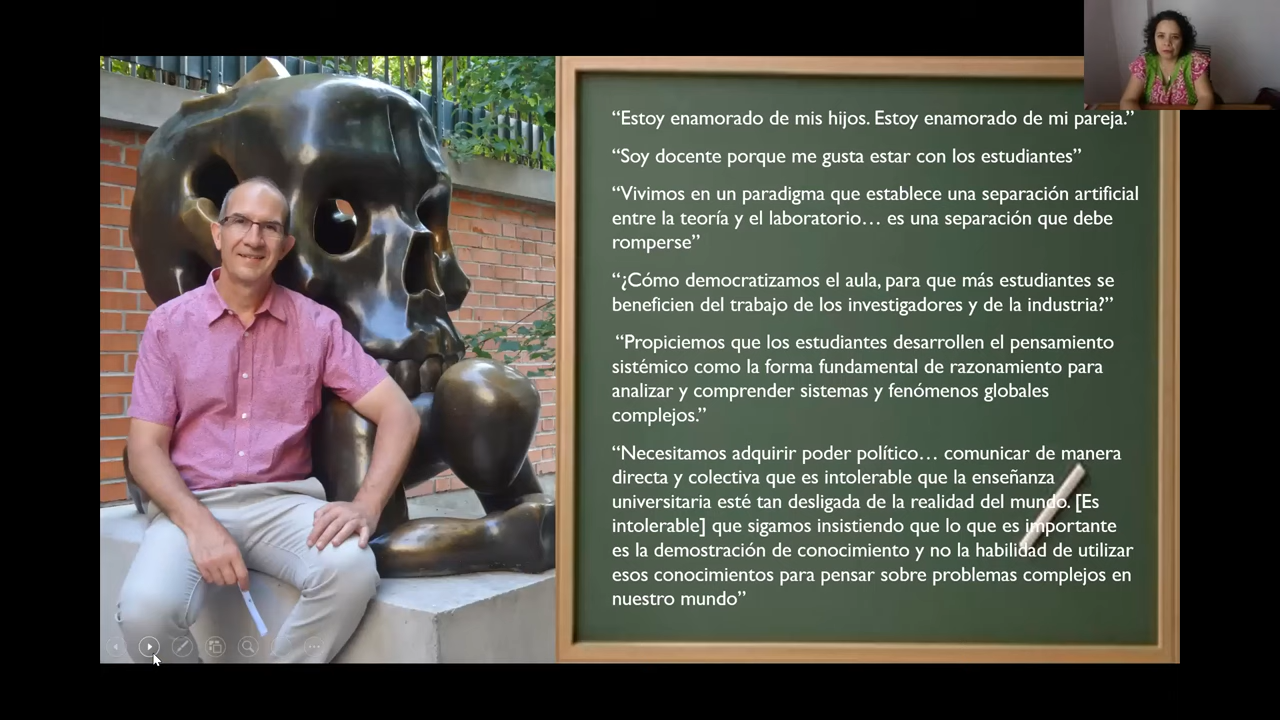 “Estoy enamorado de mis hijos. Estoy enamorado de mi pareja.”
“Soy docente porque me gusta estar con los estudiantes”
“Vivimos en un paradigma que establece una separación artificial
entre la teoría y el laboratorio… es una separación que debe
romperse”
“¿Cómo democratizamos el aula, para que más estudiantes se
beneficien del trabajo de los investigadores y de la industria?”
“Propiciemos que los estudiantes desarrollen el pensamiento
sistémico como la forma fundamental de razonamiento para
analizar y comprender sistemas y fenómenos globales
complejos.”
“Necesitamos adquirir poder político… comunicar de manera
directa y colectiva que es intolerable que la enseñanza
universitaria esté tan desligada de la realidad del mundo. [Es
intolerable] que sigamos insistiendo que lo que es importante
es la demostración de conocimiento y no la habilidad de utilizar
esos conocimientos para pensar sobre problemas complejos en
nuestro mundo”